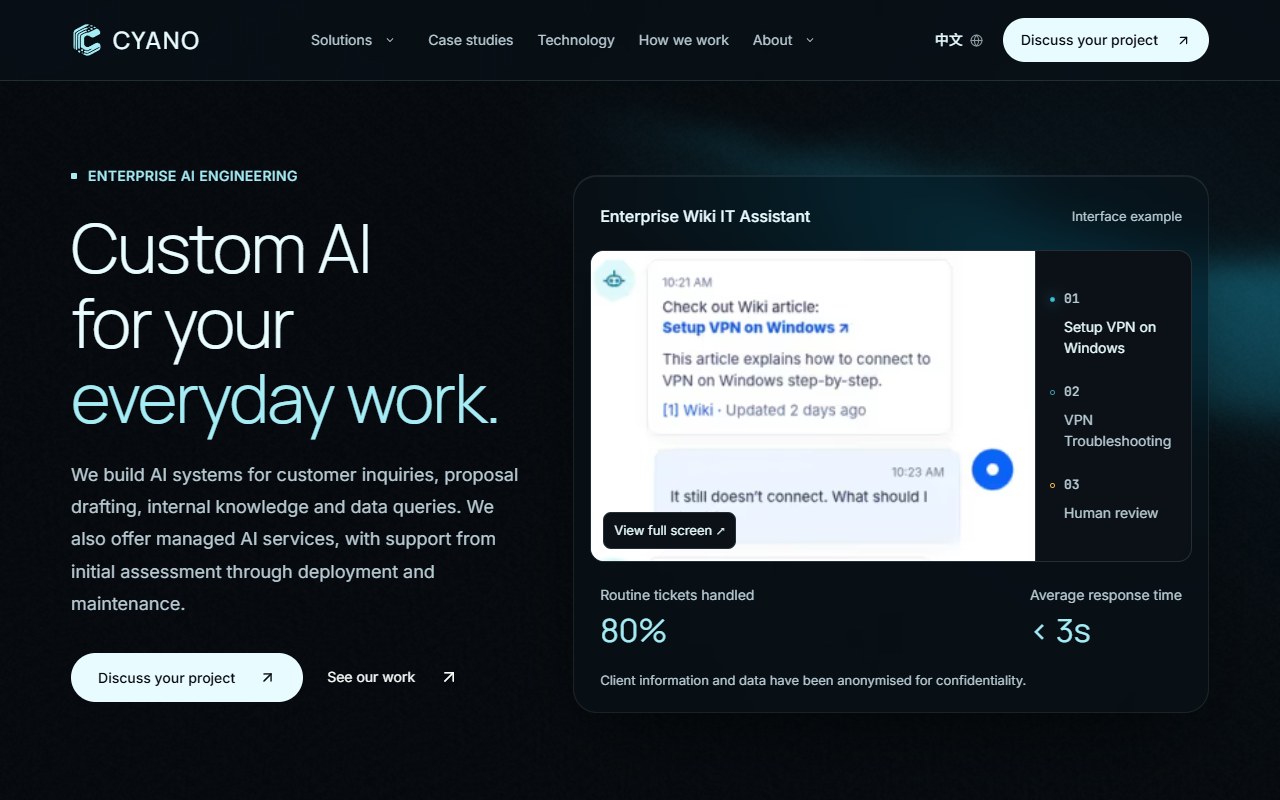 CYANO
Solutions
Case studies
Technology
How we work
About
中文
Discuss your project
ENTERPRISE AI ENGINEERING
Custom AI
for your
everyday work.
We build AI systems for customer inquiries, proposal
drafting, internal knowledge and data queries. We
also offer managed AI services, with support from
initial assessment through deployment and
maintenance.
Discuss your project
See our work
Enterprise Wiki IT Assistant
Interface example
10:21 AM
Check out Wiki article:
Setup VPN on Windows ↗
This article explains how to connect to
VPN on Windows step-by-step.
[1] Wiki · Updated 2 days ago
10:23 AM
It still doesn't connect. What should I
View full screen ↗
01
Setup VPN on
Windows
02
VPN
Troubleshooting
03
Human review
Routine tickets handled
80%
Average response time
< 3s
Client information and data have been anonymised for confidentiality.